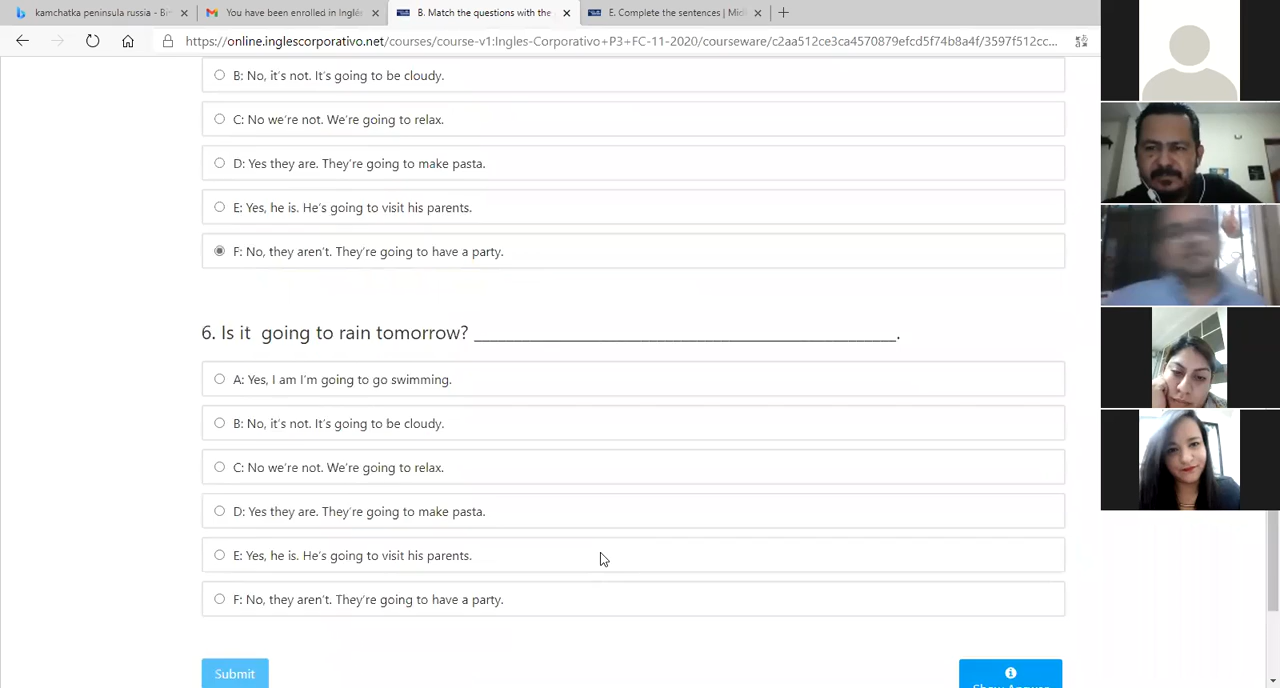 kamchatka peninsula russia - Bi
You have been enrolled in Inglé
B. Match the questions with the
E. Complete the sentences | Mid
https://online.inglescorporativo.net/courses/course-v1:Ingles-Corporativo+P3+FC-11-2020/courseware/c2aa512ce3ca4570879efcd5f74b8a4f/3597f512cc...
B: No, it's not. It's going to be cloudy.
C: No we're not. We're going to relax.
D: Yes they are. They're going to make pasta.
E: Yes, he is. He's going to visit his parents.
F: No, they aren't. They're going to have a party.
6. Is it going to rain tomorrow? ________________________________________.
A: Yes, I am I'm going to go swimming.
B: No, it's not. It's going to be cloudy.
C: No we're not. We're going to relax.
D: Yes they are. They're going to make pasta.
E: Yes, he is. He's going to visit his parents.
F: No, they aren't. They're going to have a party.
Submit
Show Answer